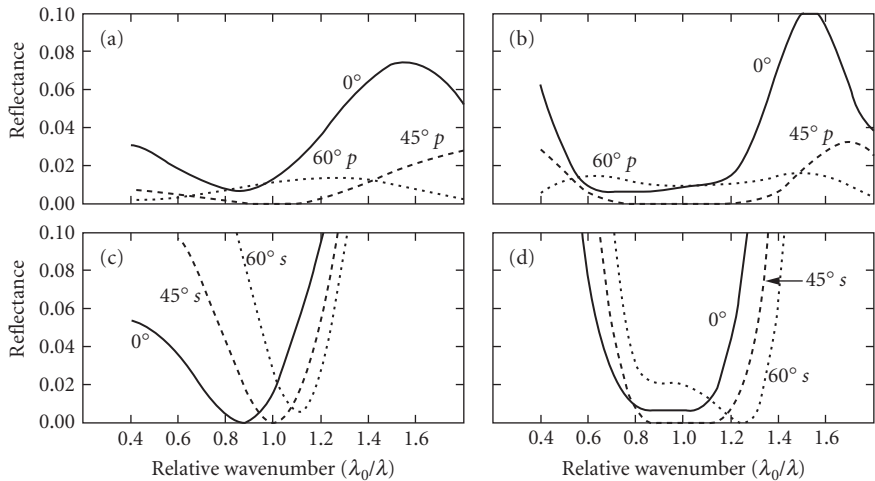 0.10
0.08
0.06
0.04
0.02
0.00
Reflectance
(a)
0°
45° p
60° p
(b)
0°
45° p
60° p
0.10
0.08
0.06
0.04
0.02
0.00
Reflectance
(c)
60° s
45° s
0°
(d)
45° s
0°
60° s
0.4 0.6 0.8 1.0 1.2 1.4 1.6
Relative wavenumber (λ0/λ)
0.4 0.6 0.8 1.0 1.2 1.4 1.6
Relative wavenumber (λ0/λ)